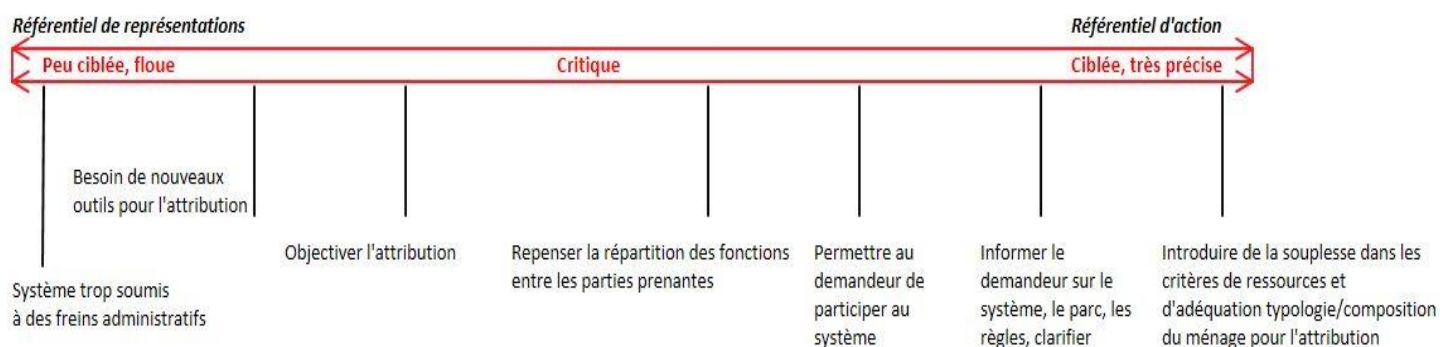 Référentiel de représentations
Référentiel d'action
Peu ciblée, floue
Critique
Ciblée, très précise
Besoin de nouveaux
outils pour l'attribution
Système trop soumis
à des freins administratifs
Objectiver l'attribution
Repenser la répartition des fonctions
entre les parties prenantes
Permettre au
demandeur de
participer au
système
Informer le
demandeur sur le
système, le parc, les
règles, clarifier
Introduire de la souplesse dans les
critères de ressources et
d'adéquation typologie/composition
du ménage pour l'attribution